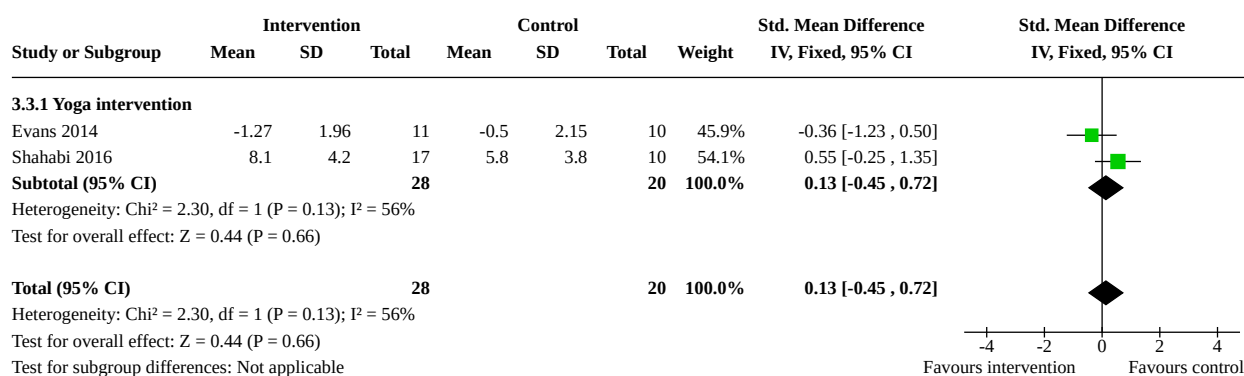 Intervention Control Std. Mean Difference Std. Mean Difference
Study or Subgroup Mean SD Total Mean SD Total Weight IV, Fixed, 95% CI IV, Fixed, 95% CI
3.3.1 Yoga intervention
Evans 2014 -1.27 1.96 11 -0.5 2.15 10 45.9% -0.36 [-1.23 , 0.50]
Shahabi 2016 8.1 4.2 17 5.8 3.8 10 54.1% 0.55 [-0.25 , 1.35]
Subtotal (95% CI) 28 20 100.0% 0.13 [-0.45 , 0.72]
Heterogeneity: Chi² = 2.30, df = 1 (P = 0.13); I² = 56%
Test for overall effect: Z = 0.44 (P = 0.66)
Total (95% CI) 28 20 100.0% 0.13 [-0.45 , 0.72]
Heterogeneity: Chi² = 2.30, df = 1 (P = 0.13); I² = 56%
Test for overall effect: Z = 0.44 (P = 0.66)
-4 -2 0 2 4
Test for subgroup differences: Not applicable Favours intervention Favours control